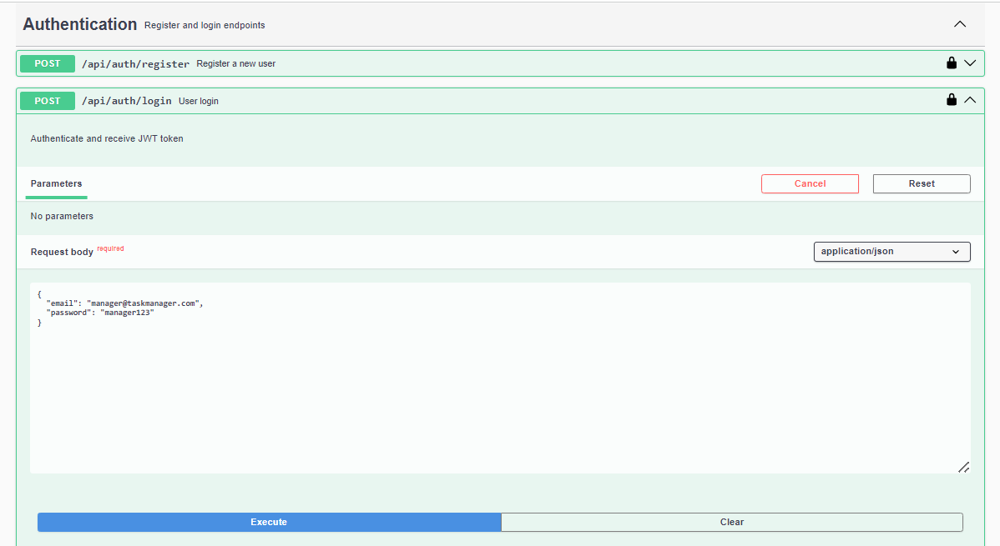 Authentication Register and login endpoints
POST /api/auth/register Register a new user
POST /api/auth/login User login
Authenticate and receive JWT token
Parameters Cancel Reset
No parameters
Request body required application/json
{
"email": "manager@taskmanager.com",
"password": "manager123"
}
Execute Clear